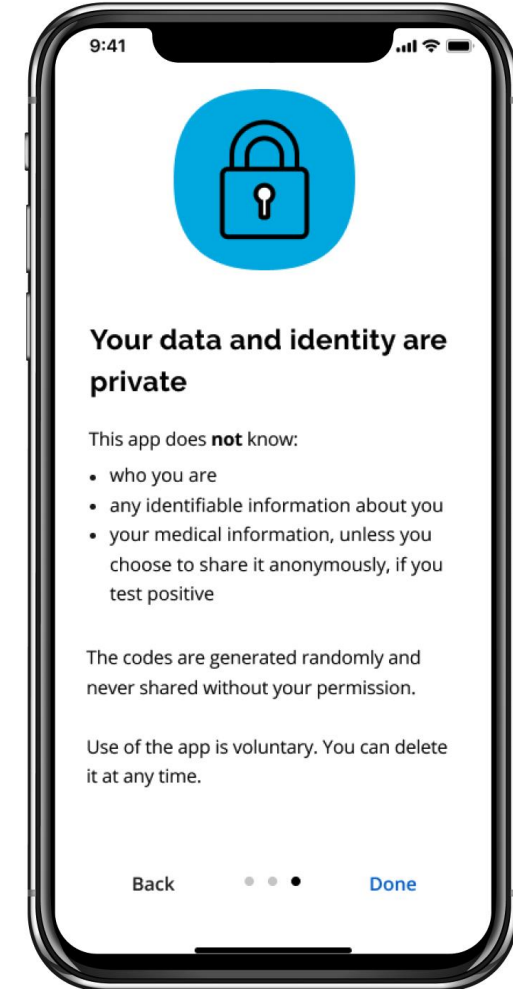 9:41
Your data and identity are
private
This app does not know:
• who you are
• any identifiable information about you
• your medical information, unless you
choose to share it anonymously, if you
test positive
The codes are generated randomly and
never shared without your permission.
Use of the app is voluntary. You can delete
it at any time.
Back
Done